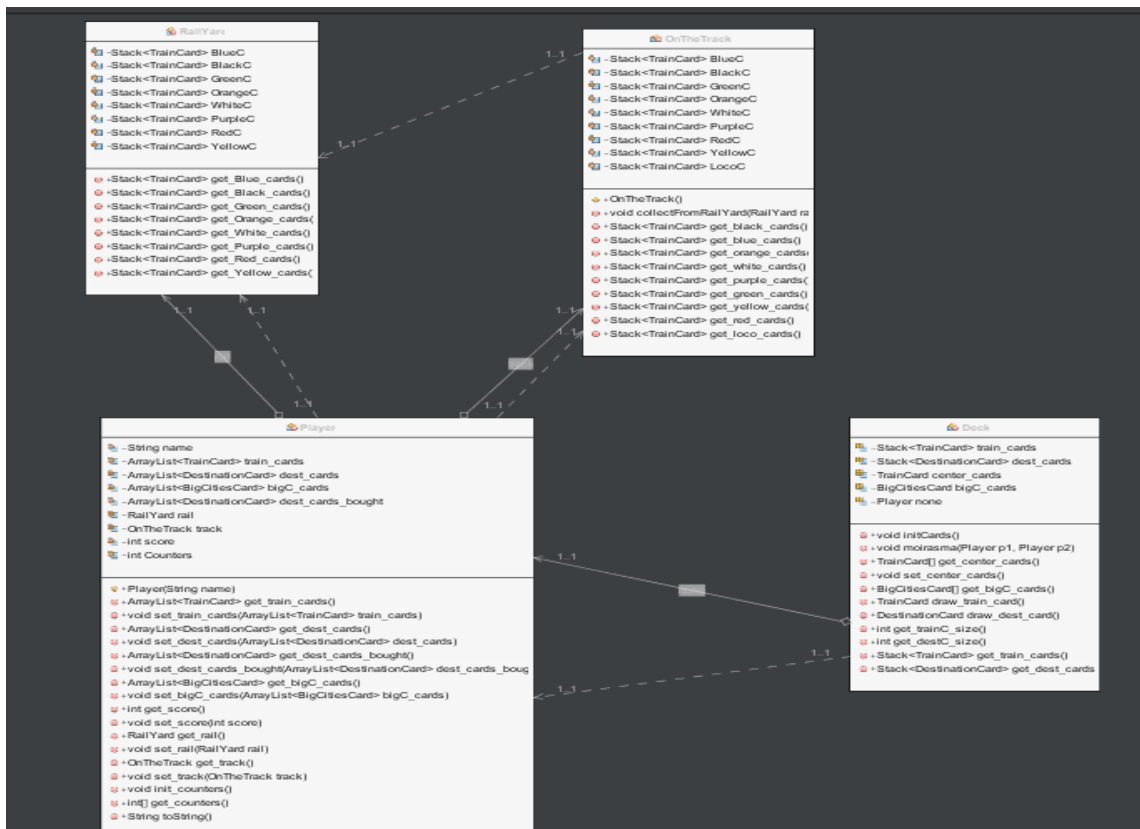 RailYard
-Stack<TrainCard> BlueC
-Stack<TrainCard> BlackC
-Stack<TrainCard> GreenC
-Stack<TrainCard> OrangeC
-Stack<TrainCard> WhiteC
-Stack<TrainCard> PurpleC
-Stack<TrainCard> RedC
-Stack<TrainCard> YellowC
+Stack<TrainCard> get_Blue_cards()
+Stack<TrainCard> get_Black_cards()
+Stack<TrainCard> get_Green_cards()
+Stack<TrainCard> get_Orange_cards(
+Stack<TrainCard> get_White_cards()
+Stack<TrainCard> get_Purple_cards()
+Stack<TrainCard> get_Red_cards()
+Stack<TrainCard> get_Yellow_cards(
1..1
1..1
OnTheTrack
-Stack<TrainCard> BlueC
-Stack<TrainCard> BlackC
-Stack<TrainCard> GreenC
-Stack<TrainCard> OrangeC
-Stack<TrainCard> WhiteC
-Stack<TrainCard> PurpleC
-Stack<TrainCard> RedC
-Stack<TrainCard> YellowC
-Stack<TrainCard> LocoC
+OnTheTrack()
+void collectFromRailYard(RailYard ra
+Stack<TrainCard> get_black_cards()
+Stack<TrainCard> get_blue_cards()
+Stack<TrainCard> get_orange_cards(
+Stack<TrainCard> get_white_cards()
+Stack<TrainCard> get_purple_cards()
+Stack<TrainCard> get_green_cards()
+Stack<TrainCard> get_yellow_cards(
+Stack<TrainCard> get_red_cards()
+Stack<TrainCard> get_loco_cards()
1..1
1..1
1..1
1..1
1..1
1..1
Player
-String name
-ArrayList<TrainCard> train_cards
-ArrayList<DestinationCard> dest_cards
-ArrayList<BigCitiesCard> bigC_cards
-ArrayList<DestinationCard> dest_cards_bought
-RailYard rail
-OnTheTrack track
-int score
-int Counters
+Player(String name)
+ArrayList<TrainCard> get_train_cards()
+void set_train_cards(ArrayList<TrainCard> train_cards)
+ArrayList<DestinationCard> get_dest_cards()
+void set_dest_cards(ArrayList<DestinationCard> dest_cards)
+ArrayList<DestinationCard> get_dest_cards_bought()
+void set_dest_cards_bought(ArrayList<DestinationCard> dest_cards_boug
+ArrayList<BigCitiesCard> get_bigC_cards()
+void set_bigC_cards(ArrayList<BigCitiesCard> bigC_cards)
+int get_score()
+void set_score(int score)
+RailYard get_rail()
+void set_rail(RailYard rail)
+OnTheTrack get_track()
+void set_track(OnTheTrack track)
+void init_counters()
+int[] get_counters()
+String toString()
1..1
1..1
1..1
Deck
-Stack<TrainCard> train_cards
-Stack<DestinationCard> dest_cards
-TrainCard center_cards
-BigCitiesCard bigC_cards
-Player none
+void initCards()
+void moirasma(Player p1, Player p2)
+TrainCard[] get_center_cards()
+void set_center_cards()
+BigCitiesCard[] get_bigC_cards()
+TrainCard draw_train_card()
+DestinationCard draw_dest_card()
+int get_trainC_size()
+int get_destC_size()
+Stack<TrainCard> get_train_cards()
+Stack<DestinationCard> get_dest_cards